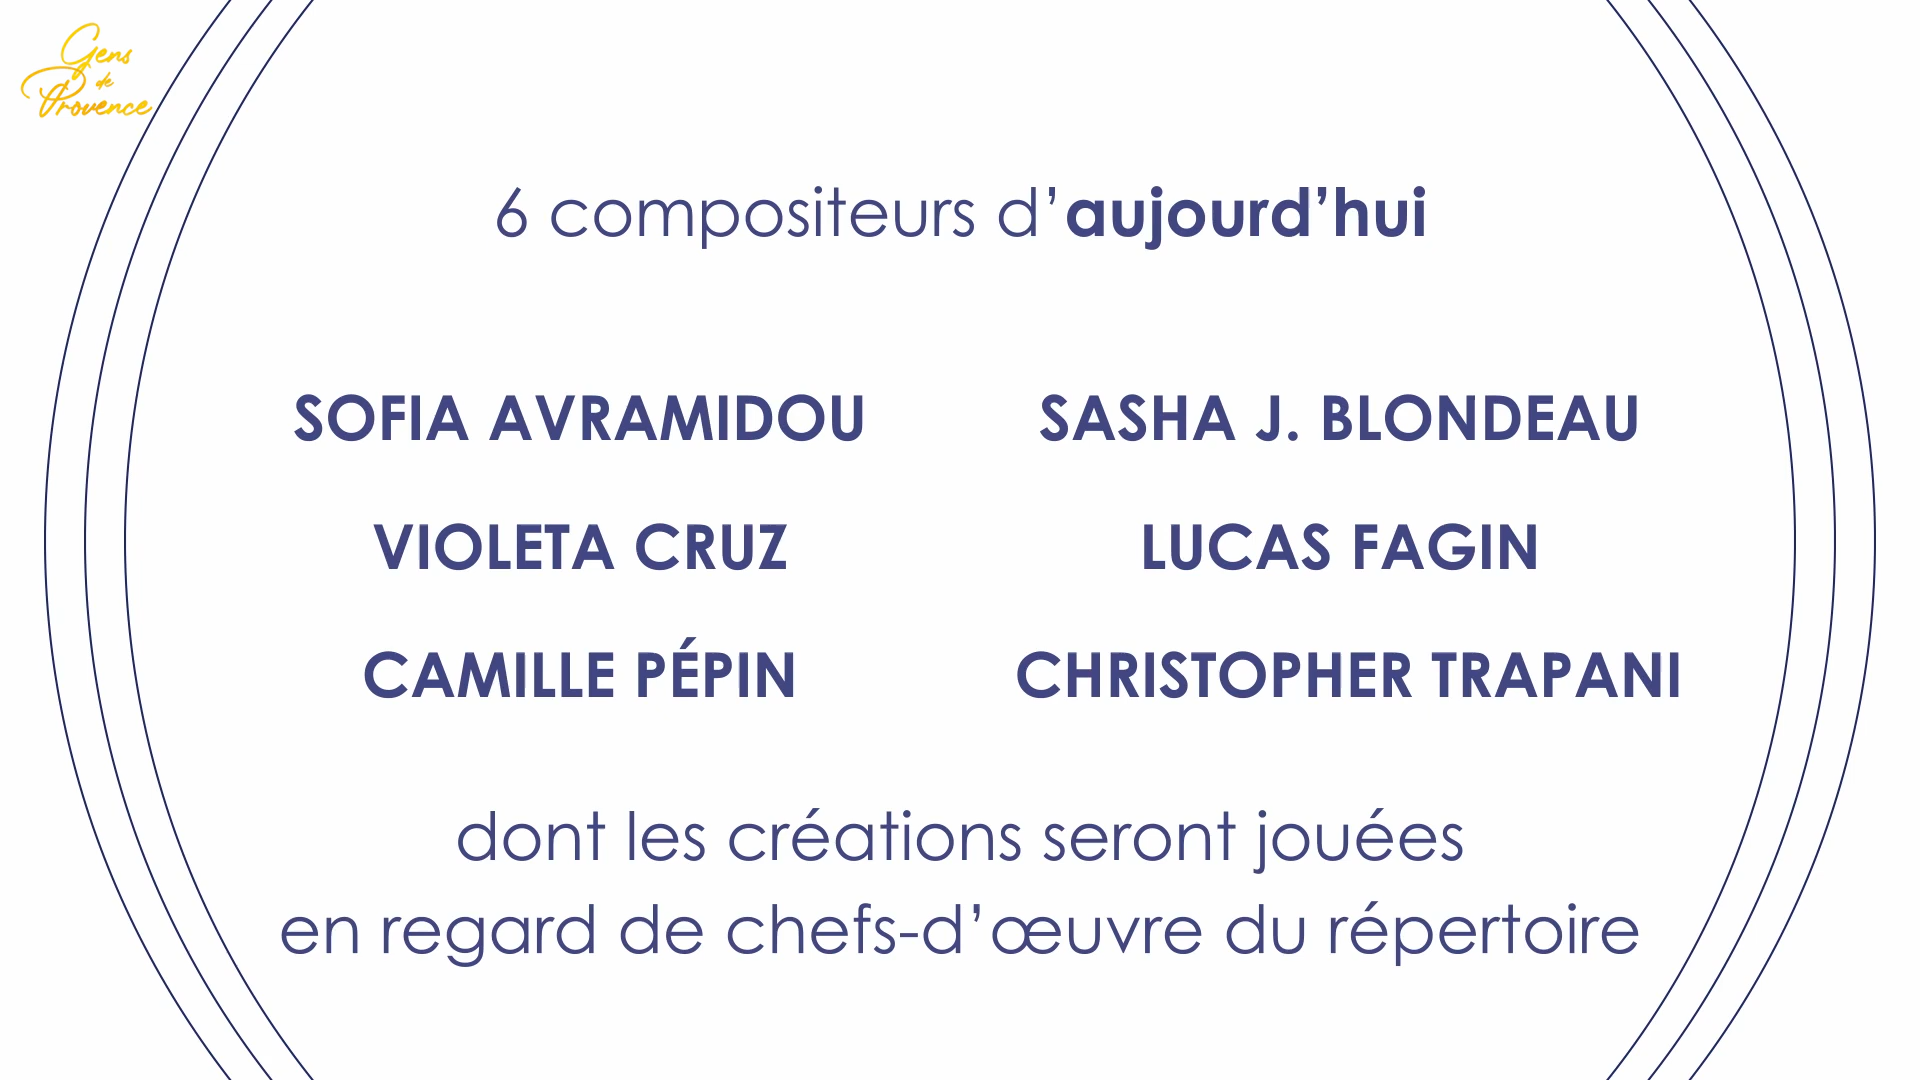 Gens
de
Provence
6 compositeurs d’aujourd’hui
SOFIA AVRAMIDOU
SASHA J. BLONDEAU
VIOLETA CRUZ
LUCAS FAGIN
CAMILLE PÉPIN
CHRISTOPHER TRAPANI
dont les créations seront jouées
en regard de chefs-d’œuvre du répertoire